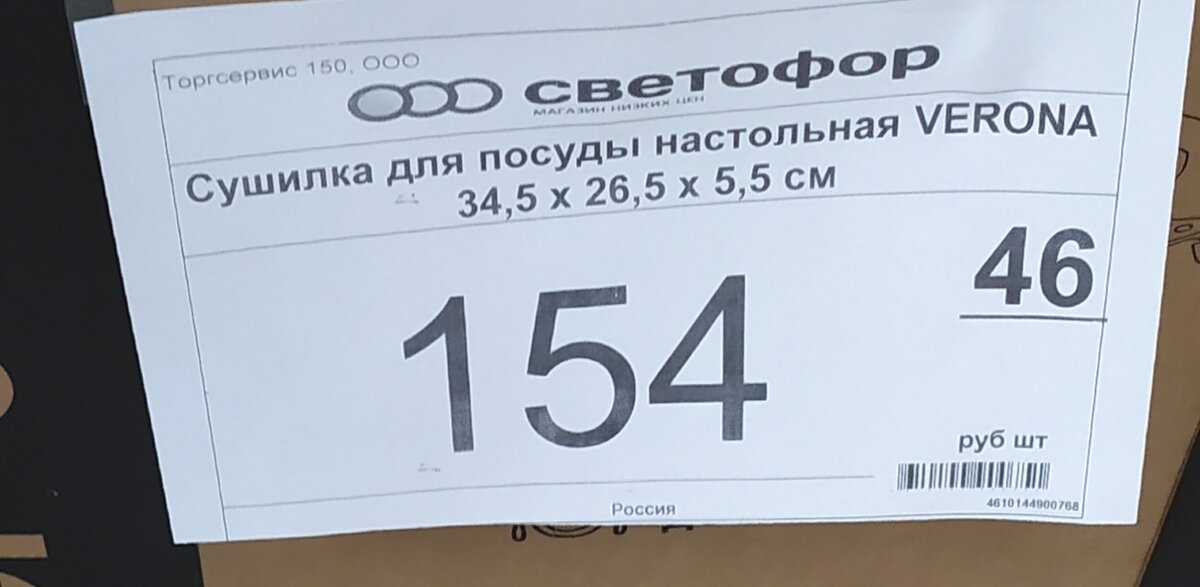 Торгсервис 150, ООО
светофор
МАГАЗИН НИЗКИХ ЦЕН
Сушилка для посуды настольная VERONA
34,5 x 26,5 x 5,5 см
154
46
руб шт
4610144900768
Россия